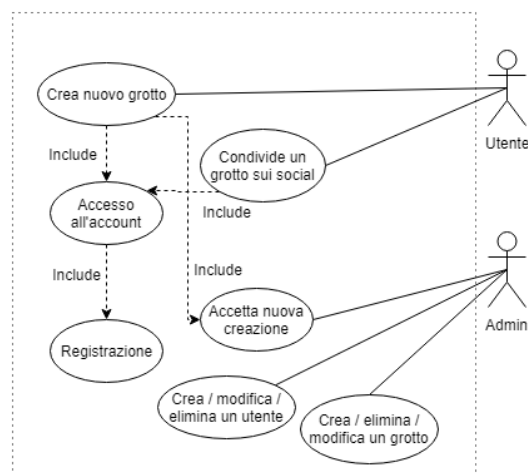 Crea nuovo grotto
Utente
Include
Condivide un
grotto sui social
Accesso
all'account
Include
Include
Include
Accetta nuova
creazione
Admin
Registrazione
Crea / modifica /
elimina un utente
Crea / elimina /
modifica un grotto